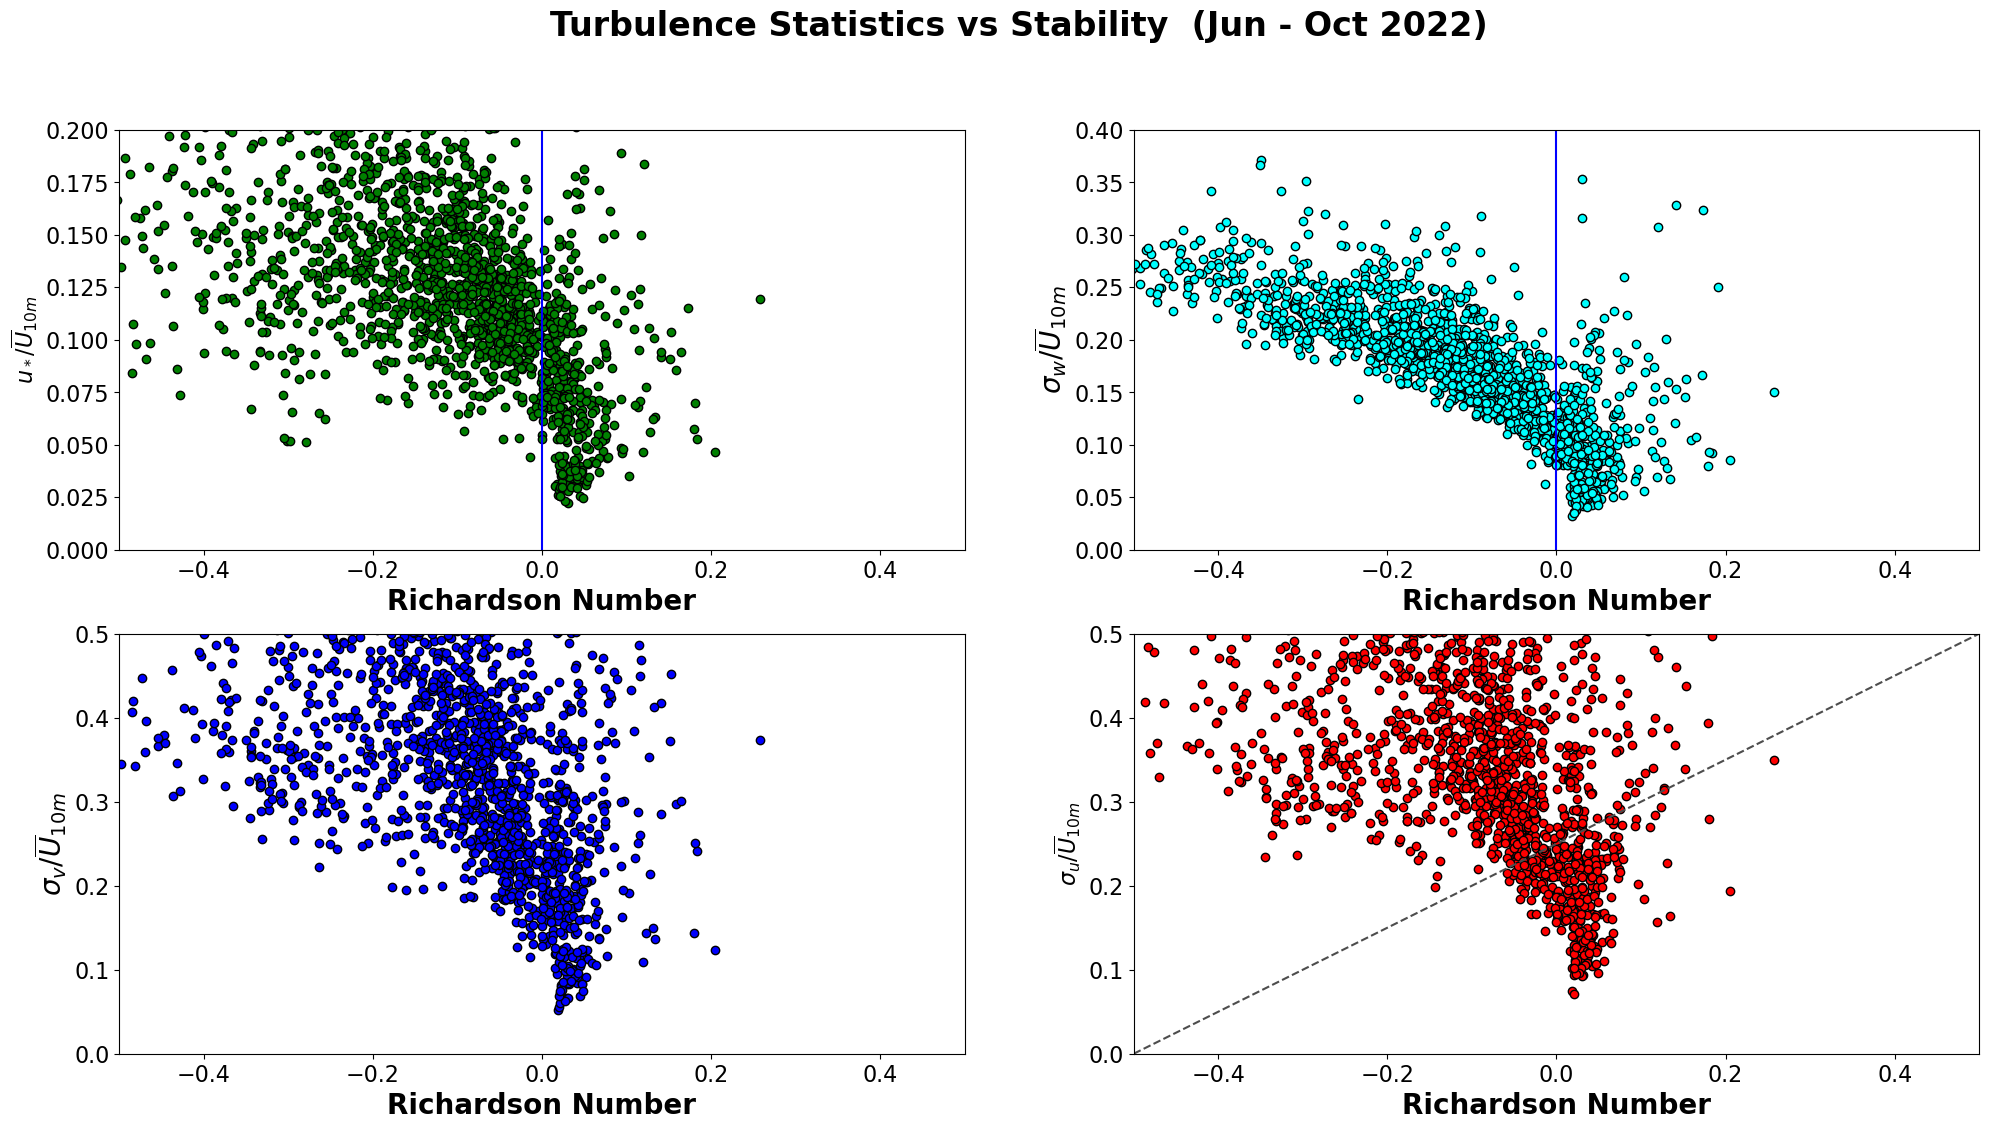 Turbulence Statistics vs Stability  (Jun - Oct 2022)
0.200
0.175
0.150
0.125
0.100
0.075
0.050
0.025
0.000
u*/U̅10m
−0.4 −0.2 0.0 0.2 0.4
Richardson Number
0.40
0.35
0.30
0.25
0.20
0.15
0.10
0.05
0.00
σw/U̅10m
−0.4 −0.2 0.0 0.2 0.4
Richardson Number
0.5
0.4
0.3
0.2
0.1
0.0
σv/U̅10m
−0.4 −0.2 0.0 0.2 0.4
Richardson Number
0.5
0.4
0.3
0.2
0.1
0.0
σu/U̅10m
−0.4 −0.2 0.0 0.2 0.4
Richardson Number